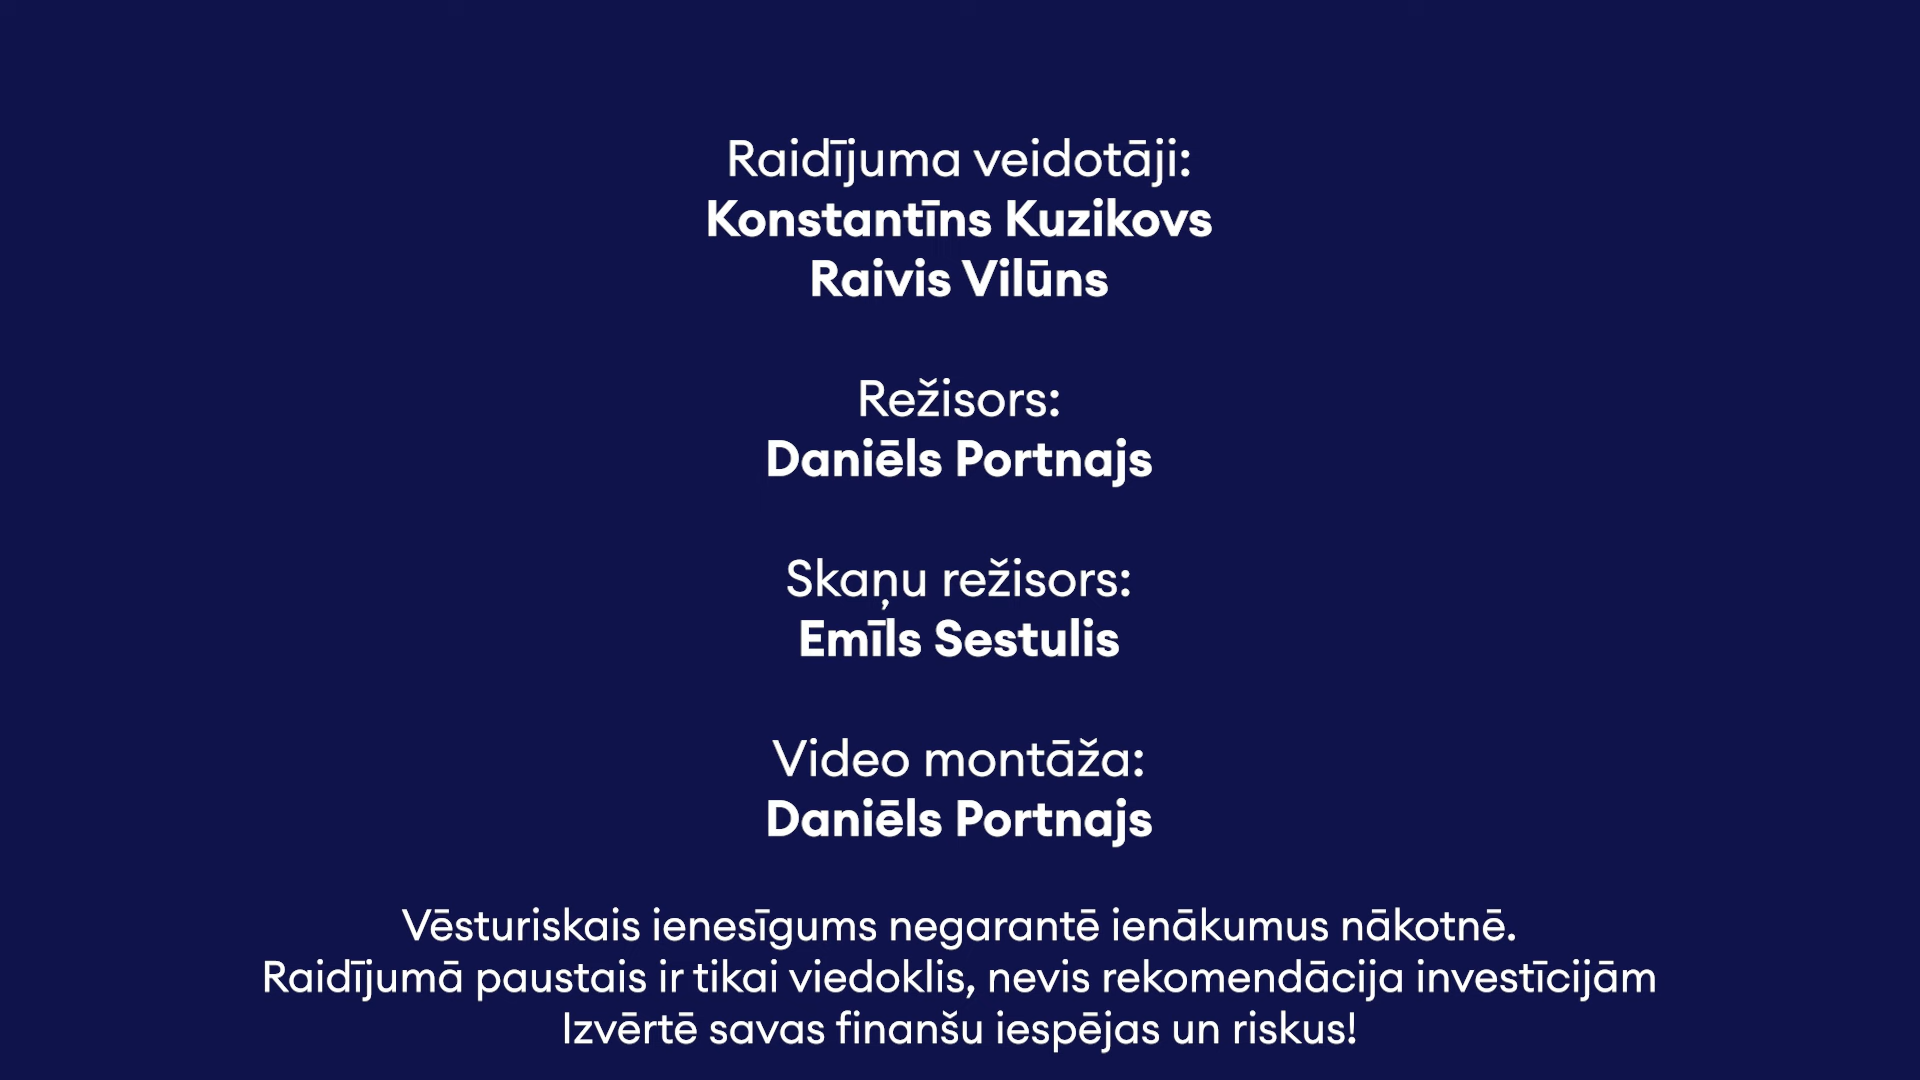 Raidījuma veidotāji:
Konstantīns Kuzikovs
Raivis Vilūns
Režisors:
Daniēls Portnajs
Skaņu režisors:
Emīls Sestulis
Video montāža:
Daniēls Portnajs
Vēsturiskais ienesīgums negarantē ienākumus nākotnē.
Raidījumā paustais ir tikai viedoklis, nevis rekomendācija investīcijām
Izvērtē savas finanšu iespējas un riskus!